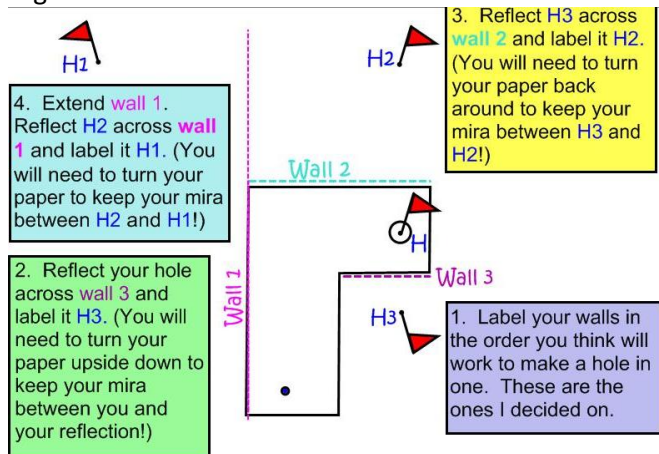 1. Label your walls in
the order you think will
work to make a hole in
one. These are the
ones I decided on.
2. Reflect your hole
across wall 3 and
label it H3. (You will
need to turn your
paper upside down to
keep your mira
between you and
your reflection!)
3. Reflect H3 across
wall 2 and label it H2.
(You will need to turn
your paper back
around to keep your
mira between H3 and
H2!)
4. Extend wall 1.
Reflect H2 across wall
1 and label it H1. (You
will need to turn your
paper to keep your mira
between H2 and H1!)
H1
H2
Wall 2
H
Wall 1
Wall 3
H3